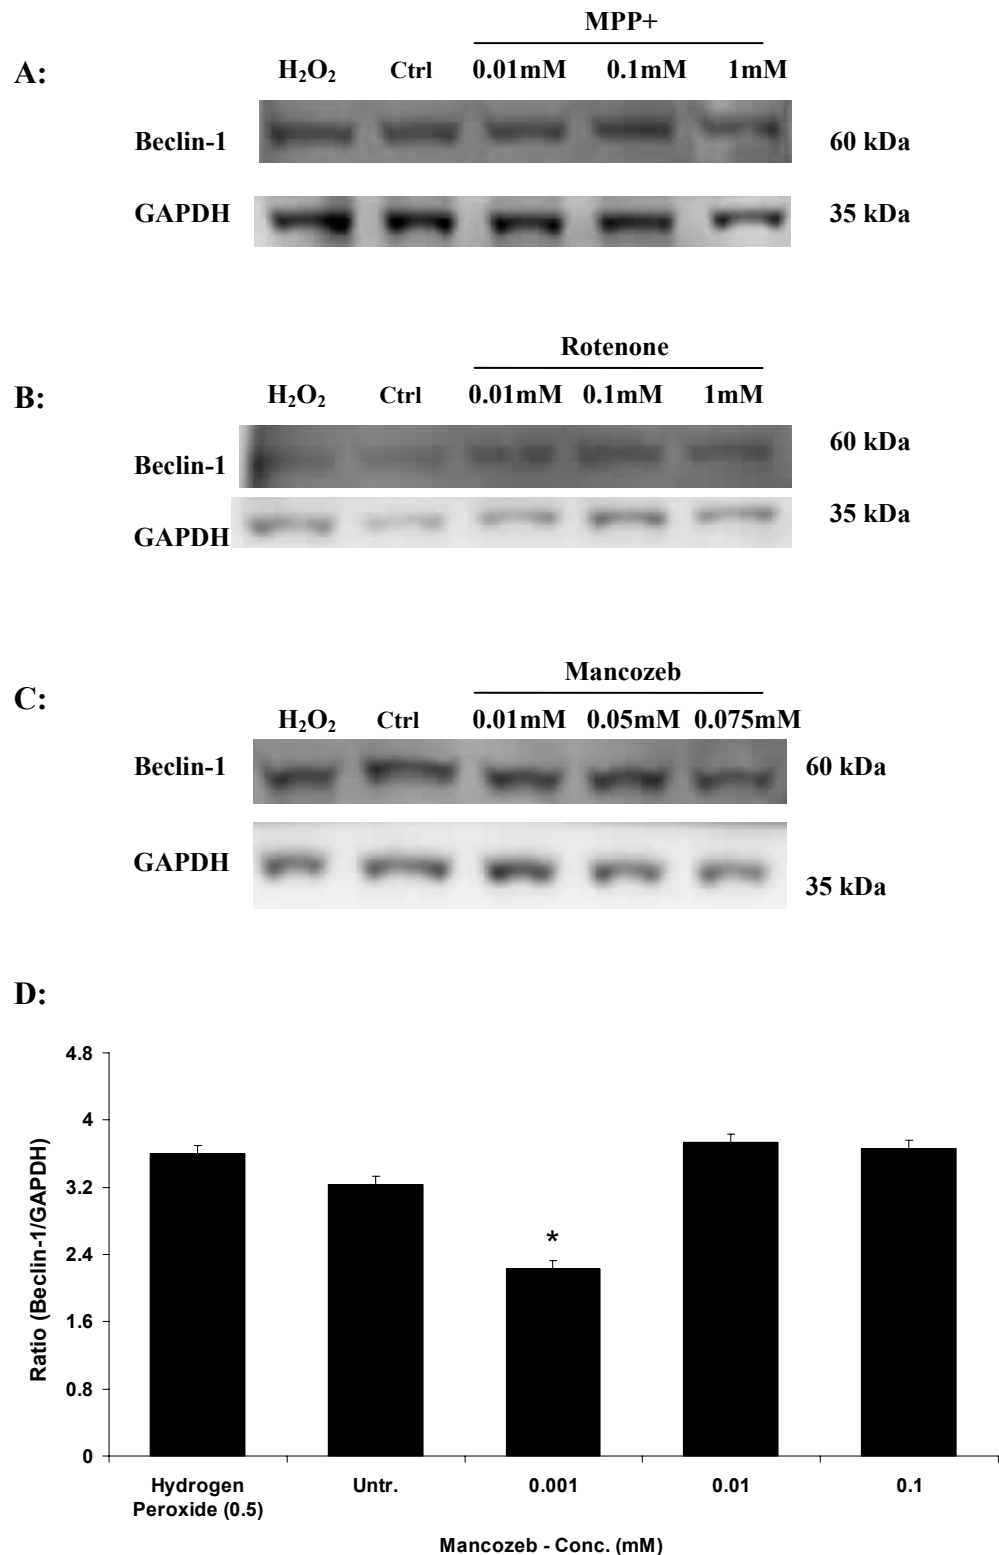 MPP+
A:
H₂O₂ Ctrl 0.01mM 0.1mM 1mM
Beclin-1 60 kDa
GAPDH 35 kDa
Rotenone
B:
H₂O₂ Ctrl 0.01mM 0.1mM 1mM
Beclin-1 60 kDa
GAPDH 35 kDa
Mancozeb
C:
H₂O₂ Ctrl 0.01mM 0.05mM 0.075mM
Beclin-1 60 kDa
GAPDH 35 kDa
D:
Ratio (Beclin-1/GAPDH)
4.8
4
3.2
2.4
1.6
0.8
0
*
Hydrogen Untr. 0.001 0.01 0.1
Peroxide (0.5)
Mancozeb - Conc. (mM)